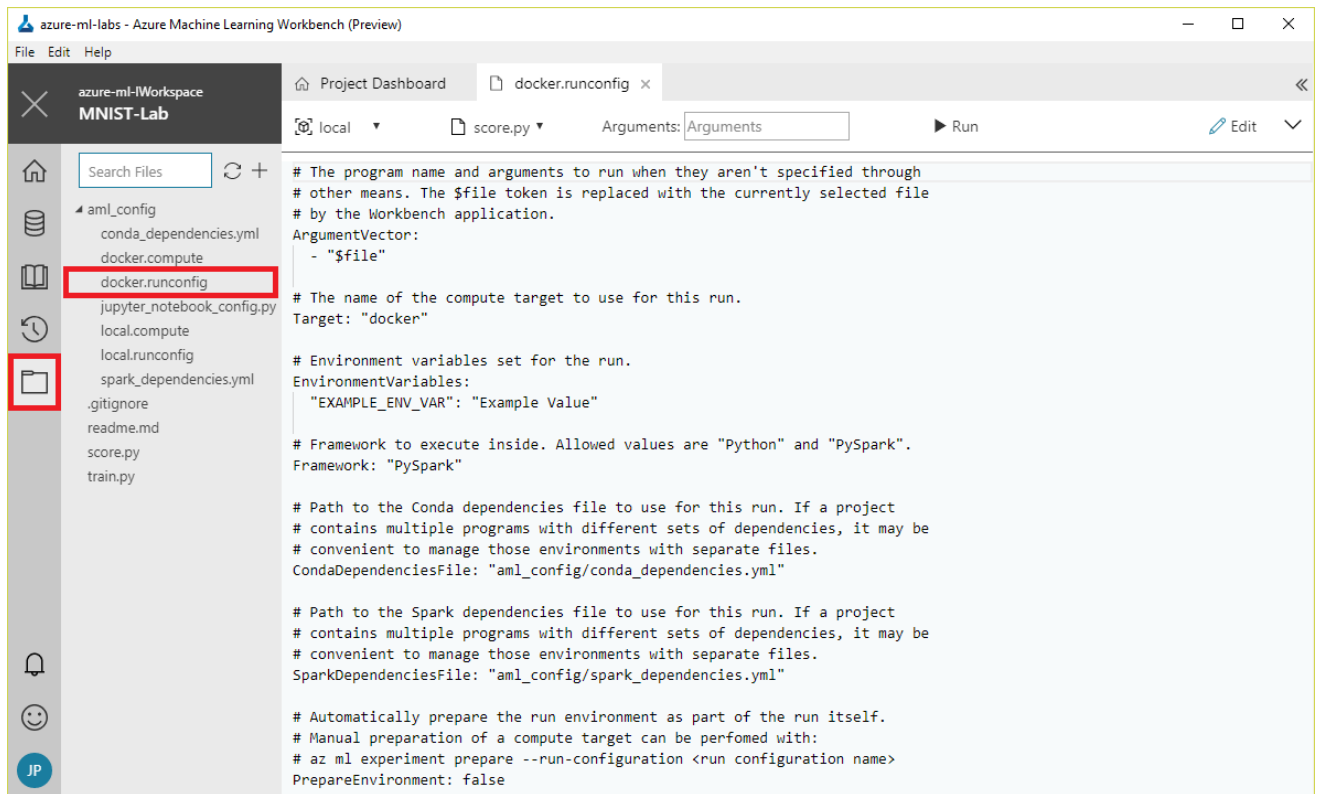 azure-ml-labs - Azure Machine Learning Workbench (Preview)
File Edit Help
azure-ml-lWorkspace
MNIST-Lab
Project Dashboard
docker.runconfig
local
score.py
Arguments: Arguments
Run
Edit
Search Files
aml_config
conda_dependencies.yml
docker.compute
docker.runconfig
jupyter_notebook_config.py
local.compute
local.runconfig
spark_dependencies.yml
.gitignore
readme.md
score.py
train.py
JP
# The program name and arguments to run when they aren't specified through
# other means. The $file token is replaced with the currently selected file
# by the Workbench application.
ArgumentVector:
- "$file"
# The name of the compute target to use for this run.
Target: "docker"
# Environment variables set for the run.
EnvironmentVariables:
"EXAMPLE_ENV_VAR": "Example Value"
# Framework to execute inside. Allowed values are "Python" and "PySpark".
Framework: "PySpark"
# Path to the Conda dependencies file to use for this run. If a project
# contains multiple programs with different sets of dependencies, it may be
# convenient to manage those environments with separate files.
CondaDependenciesFile: "aml_config/conda_dependencies.yml"
# Path to the Spark dependencies file to use for this run. If a project
# contains multiple programs with different sets of dependencies, it may be
# convenient to manage those environments with separate files.
SparkDependenciesFile: "aml_config/spark_dependencies.yml"
# Automatically prepare the run environment as part of the run itself.
# Manual preparation of a compute target can be perfomed with:
# az ml experiment prepare --run-configuration <run configuration name>
PrepareEnvironment: false